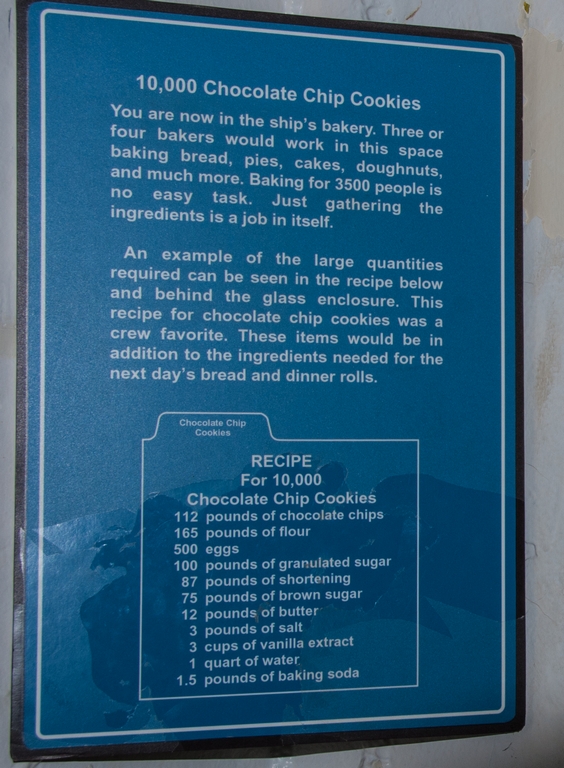 10,000 Chocolate Chip Cookies
You are now in the ship's bakery. Three or
four bakers would work in this space
baking bread, pies, cakes, doughnuts,
and much more. Baking for 3500 people is
no easy task. Just gathering the
ingredients is a job in itself.
An example of the large quantities
required can be seen in the recipe below
and behind the glass enclosure. This
recipe for chocolate chip cookies was a
crew favorite. These items would be in
addition to the ingredients needed for the
next day's bread and dinner rolls.
Chocolate Chip
Cookies
RECIPE
For 10,000
Chocolate Chip Cookies
112 pounds of chocolate chips
165 pounds of flour
500 eggs
100 pounds of granulated sugar
87 pounds of shortening
75 pounds of brown sugar
12 pounds of butter
3 pounds of salt
3 cups of vanilla extract
1 quart of water
1.5 pounds of baking soda